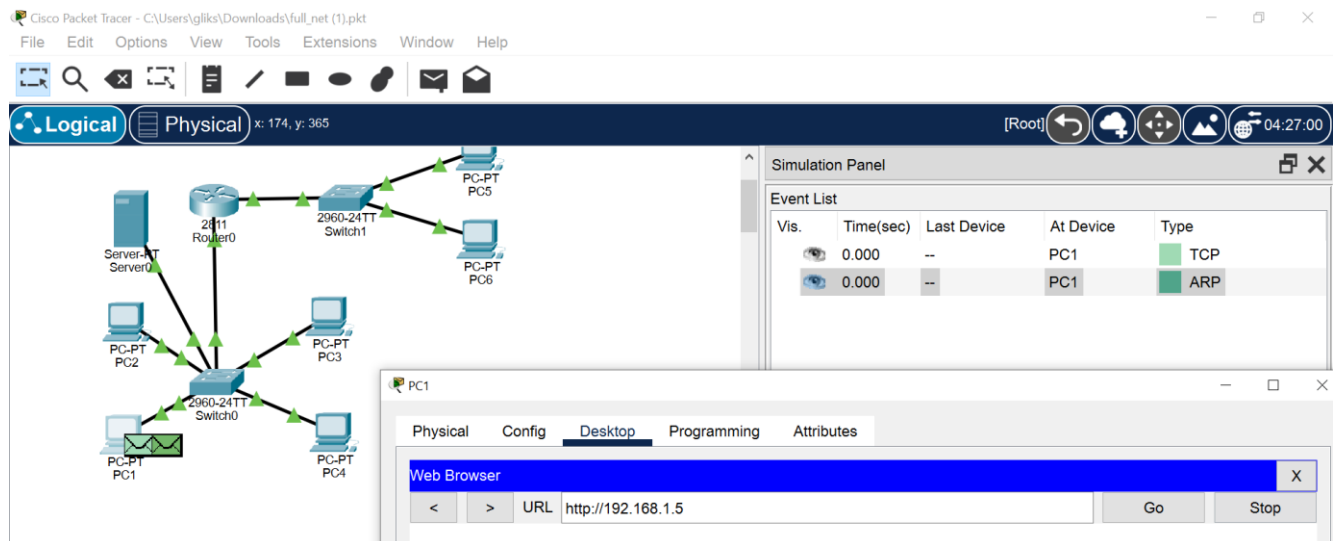 Cisco Packet Tracer - C:\Users\gliks\Downloads\full_net (1).pkt
File Edit Options View Tools Extensions Window Help
Logical Physical x: 174, y: 365 [Root] 04:27:00
PC-PT
PC5
2811
Router0
2960-24TT
Switch1
Server-PT
Server0
PC-PT
PC6
PC-PT
PC2
PC-PT
PC3
2960-24TT
Switch0
PC-PT
PC1
PC-PT
PC4
Simulation Panel
Event List
Vis. Time(sec) Last Device At Device Type
0.000 -- PC1 TCP
0.000 -- PC1 ARP
PC1
Physical Config Desktop Programming Attributes
Web Browser X
< > URL http://192.168.1.5 Go Stop